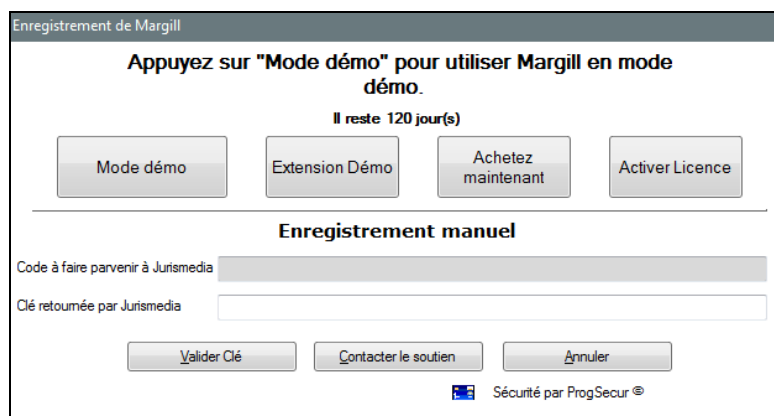 Enregistrement de Margill
Appuyez sur "Mode démo" pour utiliser Margill en mode
démo.
Il reste 120 jour(s)
Mode démo
Extension Démo
Achetez
maintenant
Activer Licence
Enregistrement manuel
Code à faire parvenir à Jurismedia
Clé retournée par Jurismedia
Valider Clé
Contacter le soutien
Annuler
Sécurité par ProgSecur ©